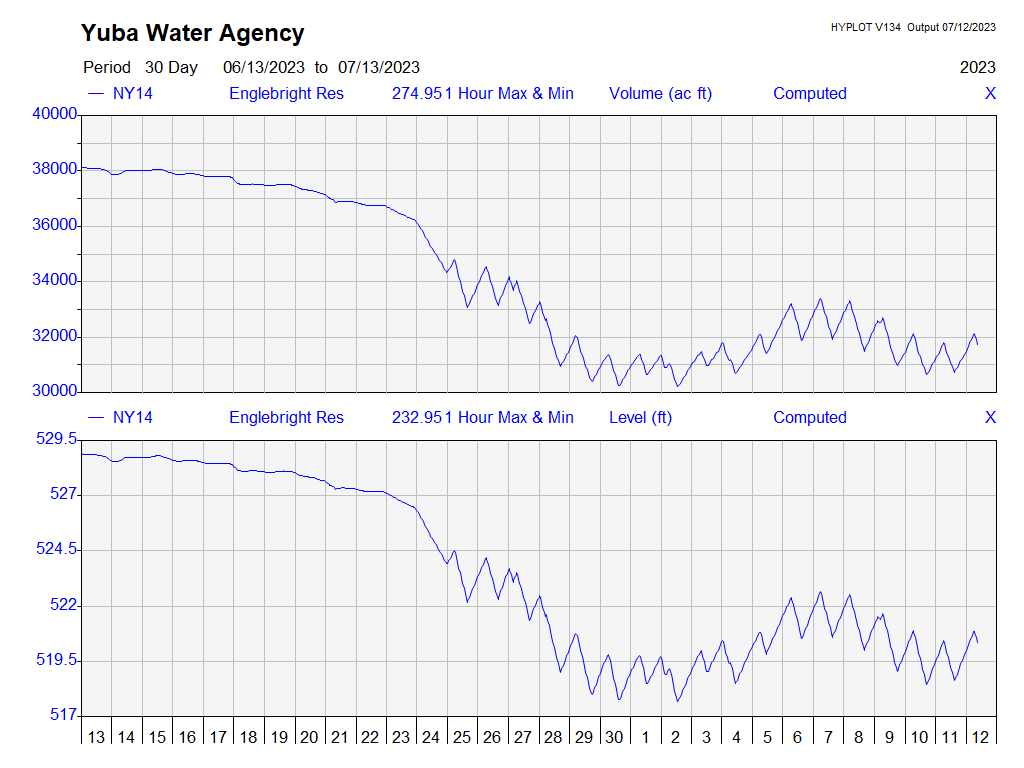 Yuba Water Agency
HYPLOT V134 Output 07/12/2023
Period 30 Day 06/13/2023 to 07/13/2023 2023
NY14 Englebright Res 274.951 Hour Max & Min Volume (ac ft) Computed X
40000
38000
36000
34000
32000
30000
NY14 Englebright Res 232.951 Hour Max & Min Level (ft) Computed X
529.5
527
524.5
522
519.5
517
13 14 15 16 17 18 19 20 21 22 23 24 25 26 27 28 29 30 1 2 3 4 5 6 7 8 9 10 11 12